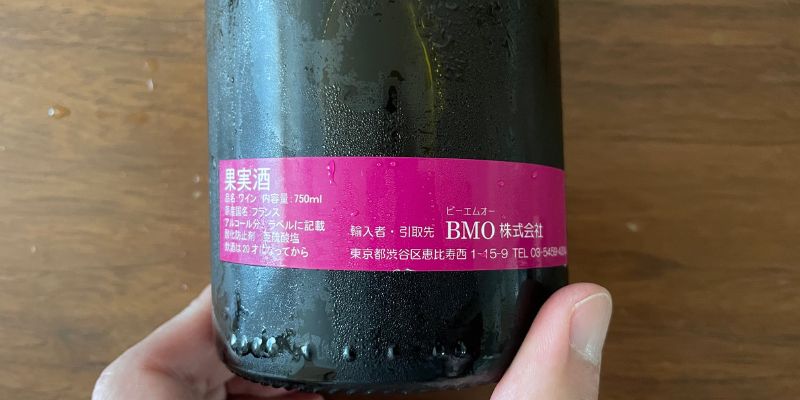 果実酒
品名:ワイン 内容量:750ml
原産国名:フランス
アルコール分:ラベルに記載
酸化防止剤 亜硫酸塩
飲酒は20才になってから
輸入者・引取先
ビーエムオー
BMO 株式会社
東京都渋谷区恵比寿西1-15-9 TEL 03-5459-